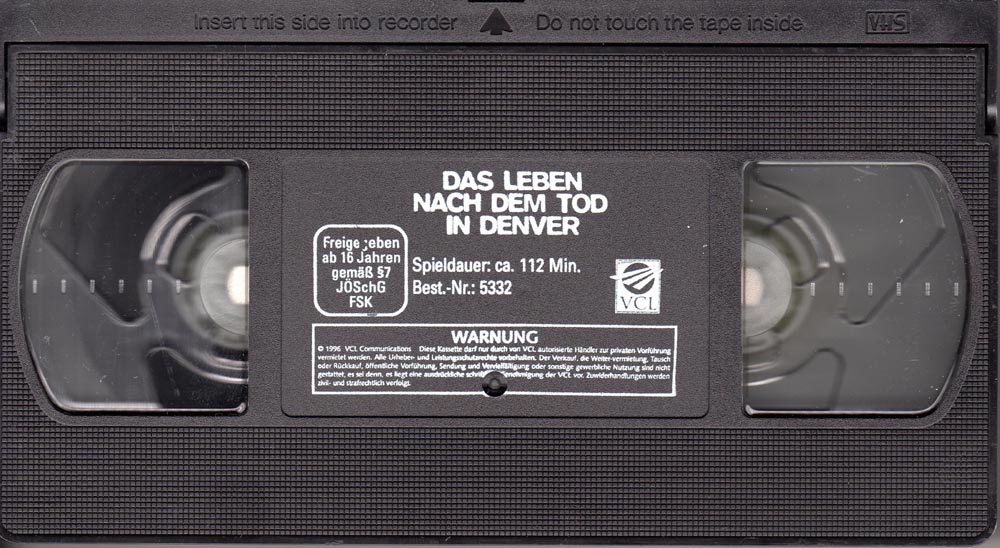 Insert this side into recorder Do not touch the tape inside VHS
DAS LEBEN
NACH DEM TOD
IN DENVER
Freige eben
ab 16 Jahren
gemäß §7
JÖSchG
FSK
Spieldauer: ca. 112 Min.
Best.-Nr.: 5332
VCL
WARNUNG
© 1996 VCL Communications Diese Kassette darf nur durch von VCL autorisierte Händler zur privaten Vorführung
vermietet werden. Alle Urheber- und Leistungsschutzrechte vorbehalten. Der Verkauf, die Weiter-vermietung, Tausch
oder Rückkauf, öffentliche Vorführung, Sendung und Vervielfältigung oder sonstige gewerbliche Nutzung sind nicht
gestattet, es sei denn, es liegt eine ausdrückliche der VCL vor. Zuwiderhandlungen werden
zivil- und strafrechtlich verfolgt.